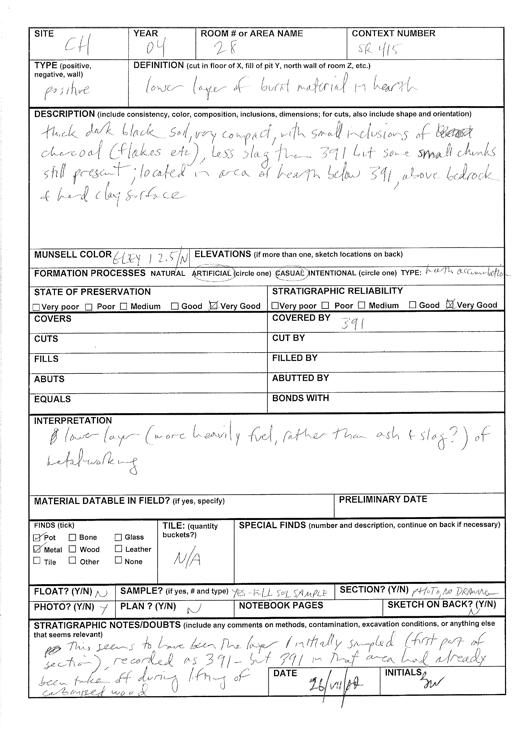 SITE YEAR ROOM # or AREA NAME CONTEXT NUMBER
CH 04 28 SR 415
TYPE (positive, negative, wall) DEFINITION (cut in floor of X, fill of pit Y, north wall of room Z, etc.)
positive lower layer of burnt material in hearth
DESCRIPTION (include consistency, color, composition, inclusions, dimensions; for cuts, also include shape and orientation)
thick dark black soil, very compact, with small inclusions of
charcoal (flakes etc), less slag than 391 but some small chunks
still present; located in area of hearth below 391, above bedrock
& hard clay surface
MUNSELL COLOR GLEY 1 2.5/N ELEVATIONS (if more than one, sketch locations on back)
FORMATION PROCESSES NATURAL ARTIFICIAL (circle one) CASUAL INTENTIONAL (circle one) TYPE: hearth accumulation
STATE OF PRESERVATION STRATIGRAPHIC RELIABILITY
Very poor Poor Medium Good Very Good Very poor Poor Medium Good Very Good
COVERS COVERED BY 391
CUTS CUT BY
FILLS FILLED BY
ABUTS ABUTTED BY
EQUALS BONDS WITH
INTERPRETATION
lower layer (more heavily fuel, rather than ash & slag?) of
metalworking
MATERIAL DATABLE IN FIELD? (if yes, specify) PRELIMINARY DATE
FINDS (tick) TILE: (quantity buckets?) SPECIAL FINDS (number and description, continue on back if necessary)
Pot Bone Glass
Metal Wood Leather N/A
Tile Other None
FLOAT? (Y/N) N SAMPLE? (if yes, # and type) YES - FULL SOIL SAMPLE SECTION? (Y/N) PHOTO, NO DRAWING
PHOTO? (Y/N) Y PLAN ? (Y/N) N NOTEBOOK PAGES SKETCH ON BACK? (Y/N) N
STRATIGRAPHIC NOTES/DOUBTS (include any comments on methods, contamination, excavation conditions, or anything else that seems relevant)
This seems to have been the layer I initially sampled (first part of
section), recorded as 391 - but 391 in that area had already
been taken off during lifting of
carbonized wood
DATE INITIALS